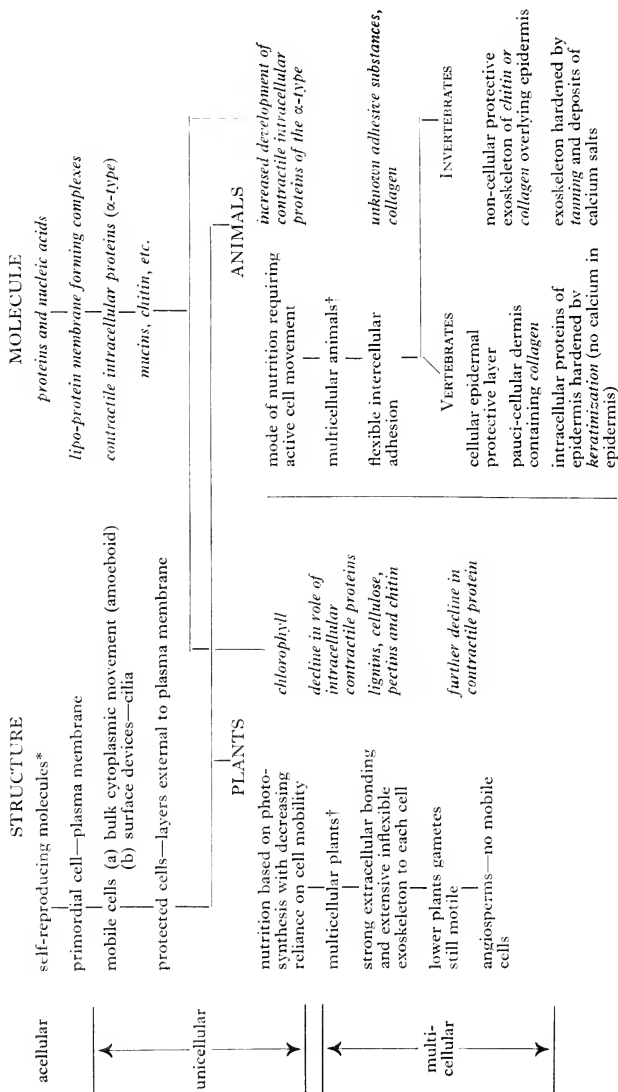 STRUCTURE
MOLECULE
acellular
self-reproducing molecules*
proteins and nucleic acids
primordial cell—plasma membrane
lipo-protein membrane forming complexes
unicellular
mobile cells (a) bulk cytoplasmic movement (amoeboid)
(b) surface devices—cilia
contractile intracellular proteins (α-type)
protected cells—layers external to plasma membrane
mucins, chitin, etc.
PLANTS
nutrition based on photo-
synthesis with decreasing
reliance on cell mobility
chlorophyll
decline in role of
intracellular
contractile proteins
multi-
cellular
multicellular plants†
strong extracellular bonding
and extensive inflexible
exoskeleton to each cell
lignins, cellulose,
pectins and chitin
lower plants gametes
still motile
further decline in
contractile protein
angiosperms—no mobile
cells
ANIMALS
mode of nutrition requiring
active cell movement
increased development of
contractile intracellular
proteins of the α-type
multicellular animals†
flexible intercellular
adhesion
unknown adhesive substances,
collagen
VERTEBRATES
cellular epidermal
protective layer
pauci-cellular dermis
containing collagen
intracellular proteins of
epidermis hardened by
keratinization (no calcium in
epidermis)
INVERTEBRATES
non-cellular protective
exoskeleton of chitin or
collagen overlying epidermis
exoskeleton hardened by
tanning and deposits of
calcium salts